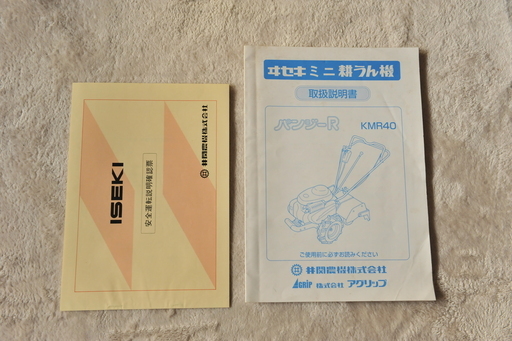 ISEKI
安全運転説明確認票
井関農機株式会社
ヰセキミニ耕うん機
取扱説明書
パンジーR KMR40
ご使用前に必ずお読みください
井関農機株式会社
AGRIP 株式会社 アグリップ